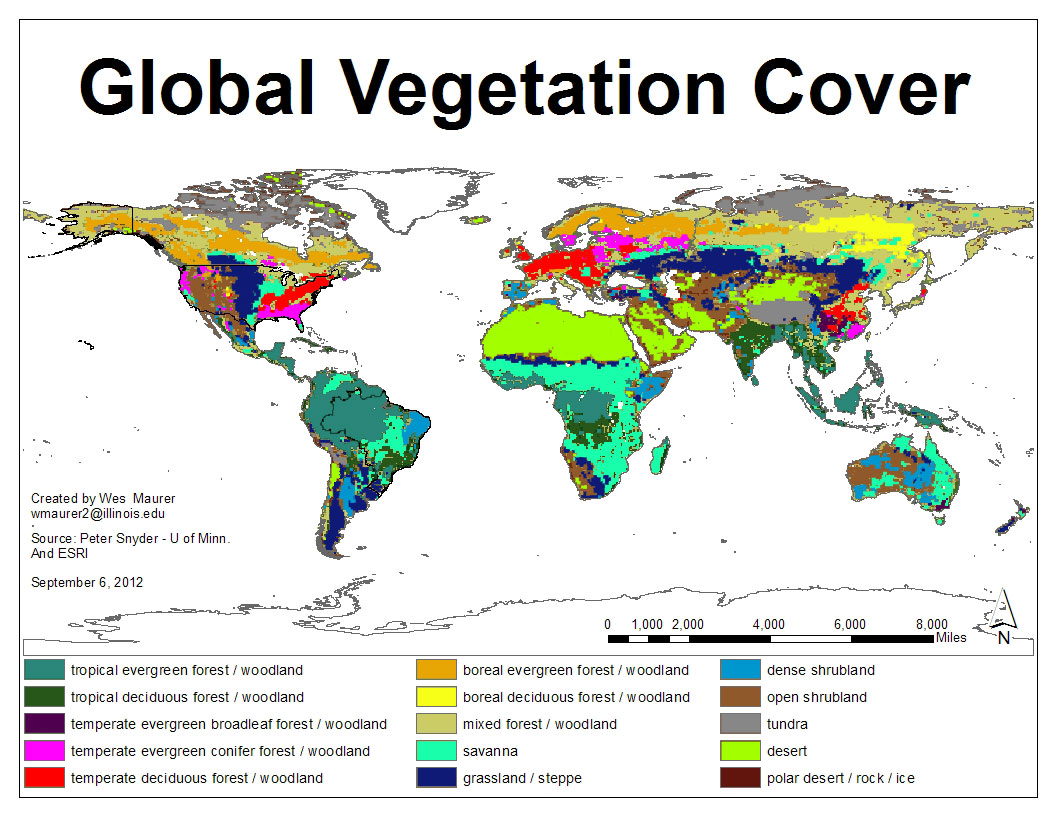 Global Vegetation Cover
Created by Wes Maurer
wmaurer2@illinois.edu
.
Source: Peter Snyder - U of Minn.
And ESRI
September 6, 2012
0 1,000 2,000 4,000 6,000 8,000
Miles
N
tropical evergreen forest / woodland
tropical deciduous forest / woodland
temperate evergreen broadleaf forest / woodland
temperate evergreen conifer forest / woodland
temperate deciduous forest / woodland
boreal evergreen forest / woodland
boreal deciduous forest / woodland
mixed forest / woodland
savanna
grassland / steppe
dense shrubland
open shrubland
tundra
desert
polar desert / rock / ice